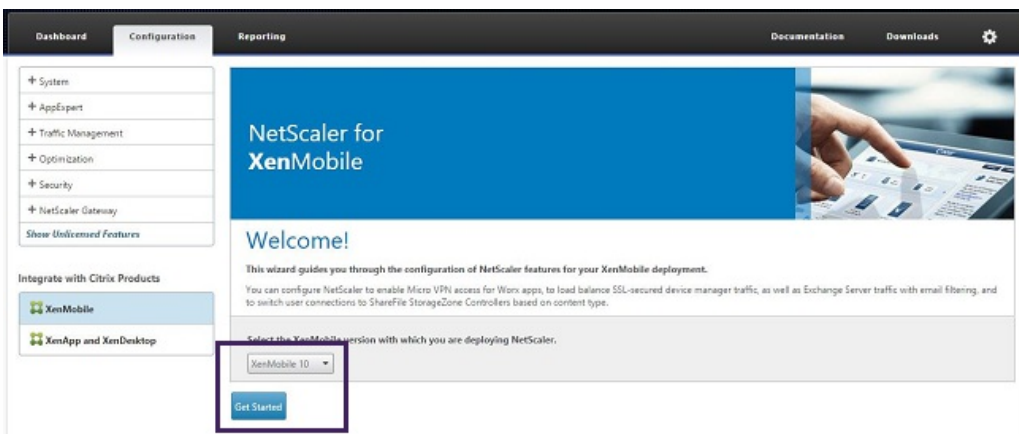 Dashboard Configuration Reporting Documentation Downloads
+ System
+ AppExpert
+ Traffic Management
+ Optimization
+ Security
+ NetScaler Gateway
Show Unlicensed Features
Integrate with Citrix Products
XenMobile
XenApp and XenDesktop
NetScaler for
XenMobile
Welcome!
This wizard guides you through the configuration of NetScaler features for your XenMobile deployment.
You can configure NetScaler to enable Micro VPN access for Worx apps, to load balance SSL-secured device manager traffic, as well as Exchange Server traffic with email filtering, and
to switch user connections to ShareFile StorageZone Controllers based on content type.
Select the XenMobile version with which you are deploying NetScaler.
XenMobile 10
Get Started